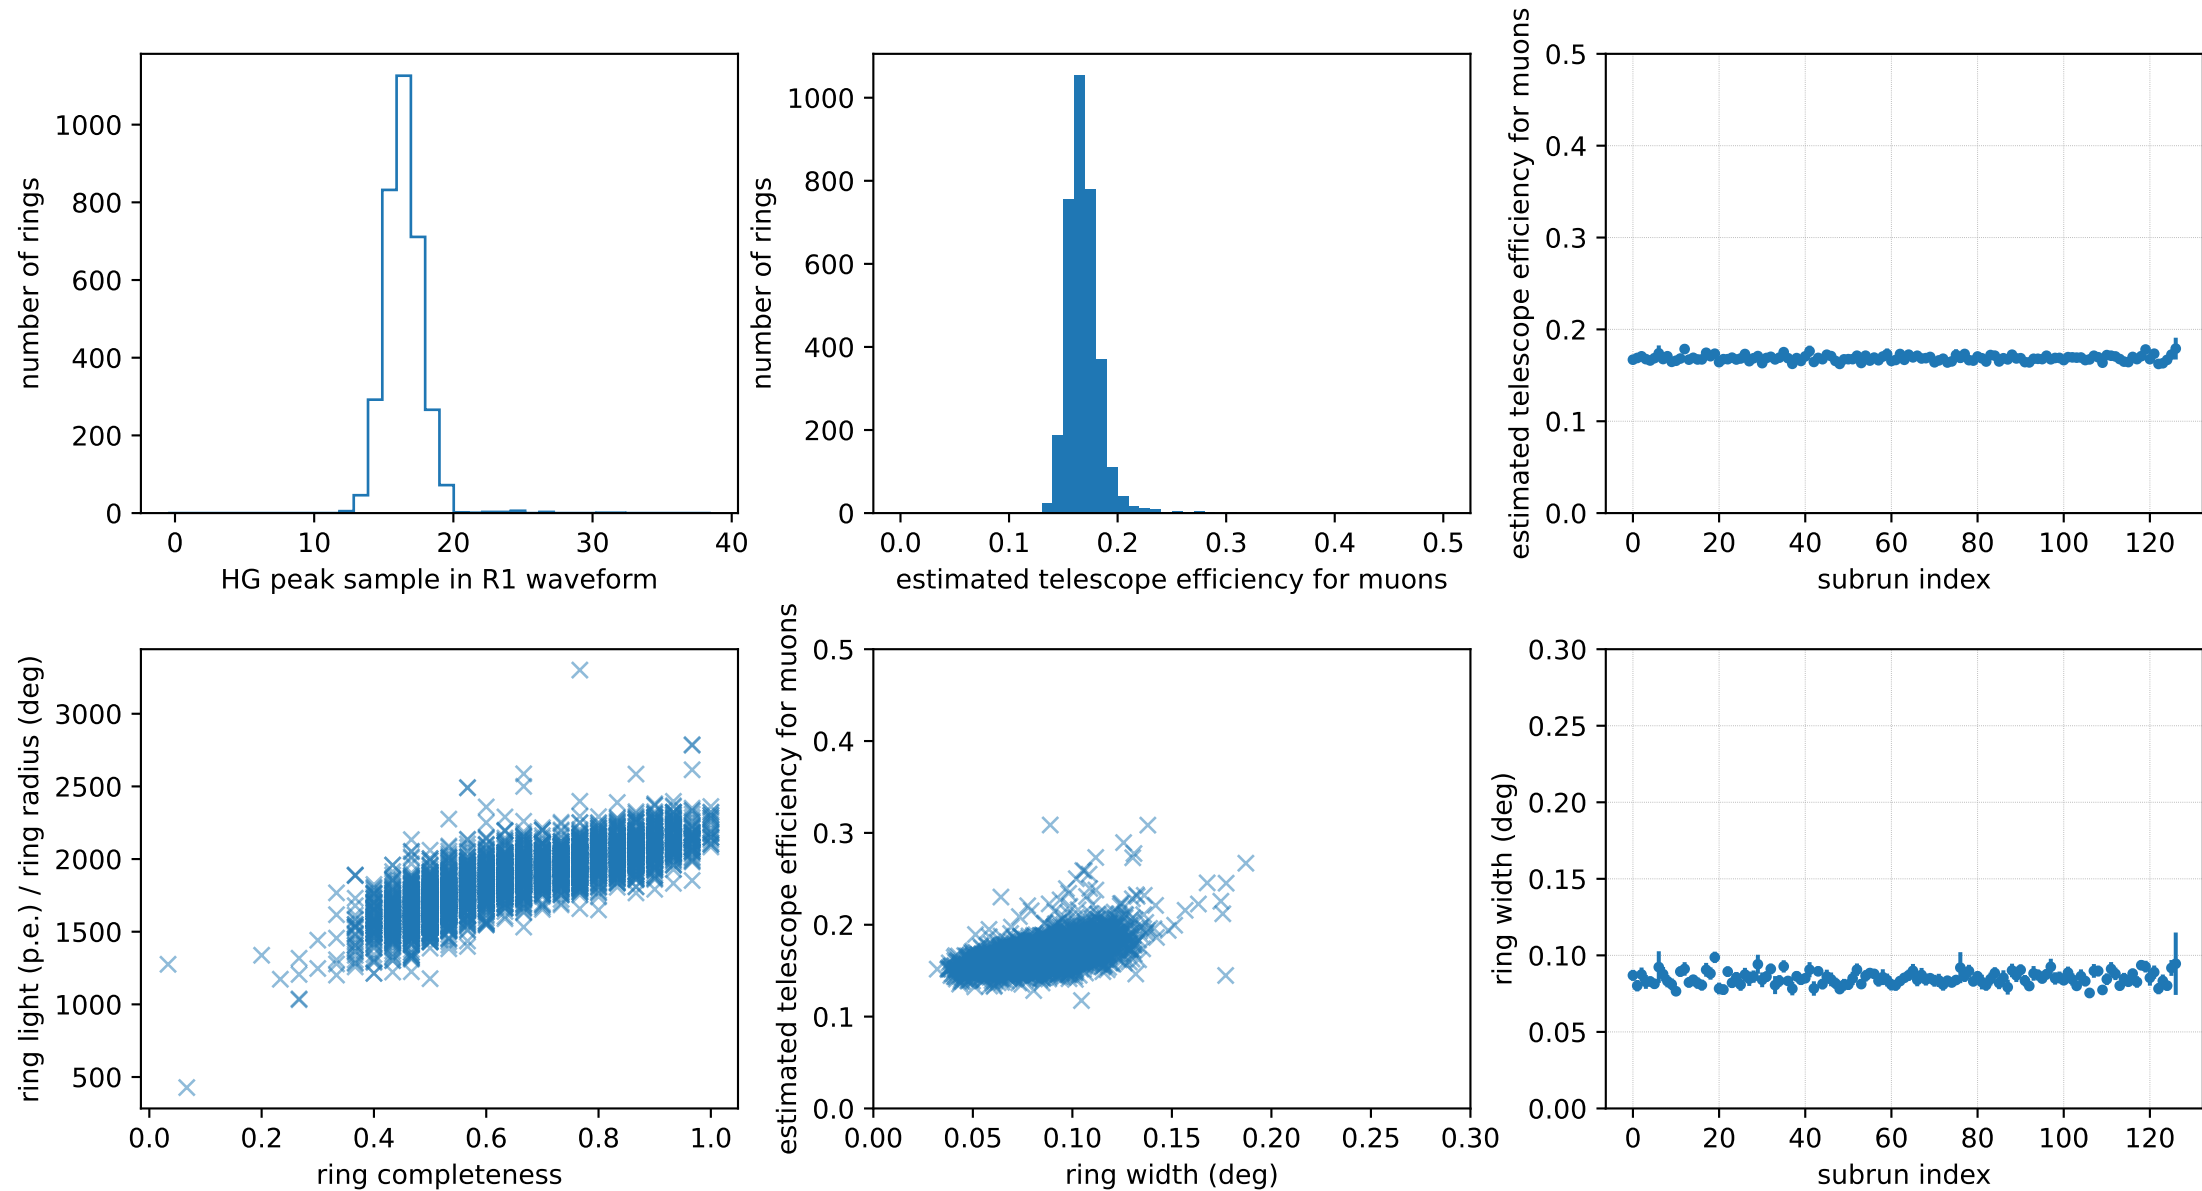 number of rings
1000
800
600
400
200
0
0 10 20 30 40
HG peak sample in R1 waveform
number of rings
1000
800
600
400
200
0
0.0 0.1 0.2 0.3 0.4 0.5
estimated telescope efficiency for muons
estimated telescope efficiency for muons
0.5
0.4
0.3
0.2
0.1
0.0
0 20 40 60 80 100 120
subrun index
ring light (p.e.) / ring radius (deg)
3000
2500
2000
1500
1000
500
0.0 0.2 0.4 0.6 0.8 1.0
ring completeness
estimated telescope efficiency for muons
0.5
0.4
0.3
0.2
0.1
0.0
0.00 0.05 0.10 0.15 0.20 0.25 0.30
ring width (deg)
ring width (deg)
0.30
0.25
0.20
0.15
0.10
0.05
0.00
0 20 40 60 80 100 120
subrun index